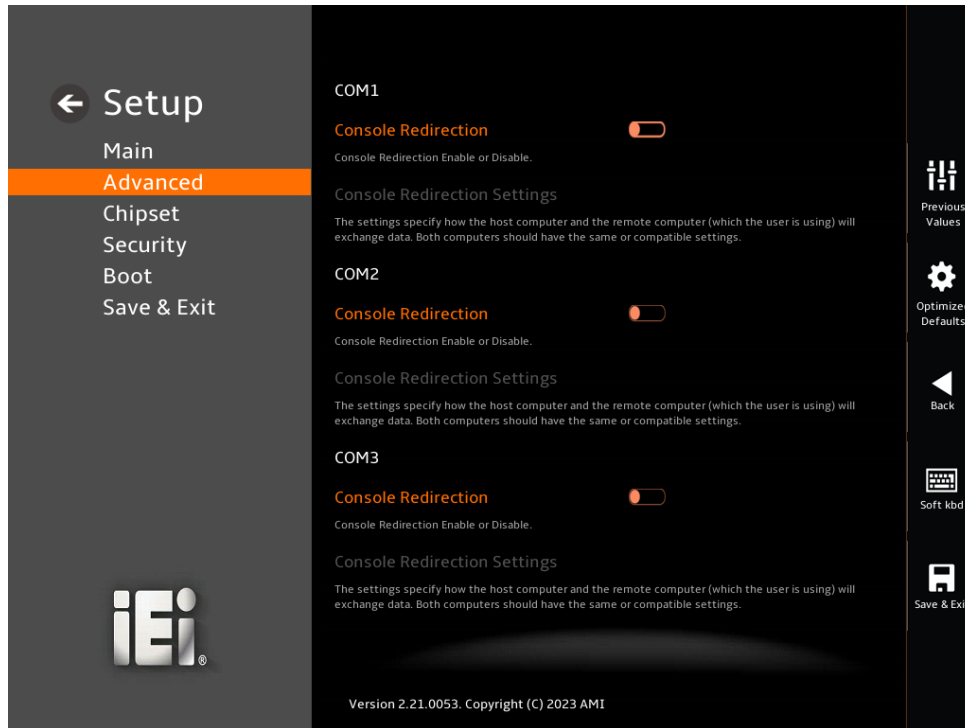 Setup
Main
Advanced
Chipset
Security
Boot
Save & Exit
iEi
®
COM1
Console Redirection
Console Redirection Enable or Disable.
Console Redirection Settings
The settings specify how the host computer and the remote computer (which the user is using) will
exchange data. Both computers should have the same or compatible settings.
COM2
Console Redirection
Console Redirection Enable or Disable.
Console Redirection Settings
The settings specify how the host computer and the remote computer (which the user is using) will
exchange data. Both computers should have the same or compatible settings.
COM3
Console Redirection
Console Redirection Enable or Disable.
Console Redirection Settings
The settings specify how the host computer and the remote computer (which the user is using) will
exchange data. Both computers should have the same or compatible settings.
Version 2.21.0053. Copyright (C) 2023 AMI
Previous
Values
Optimized
Defaults
Back
Soft kbd
Save & Exi